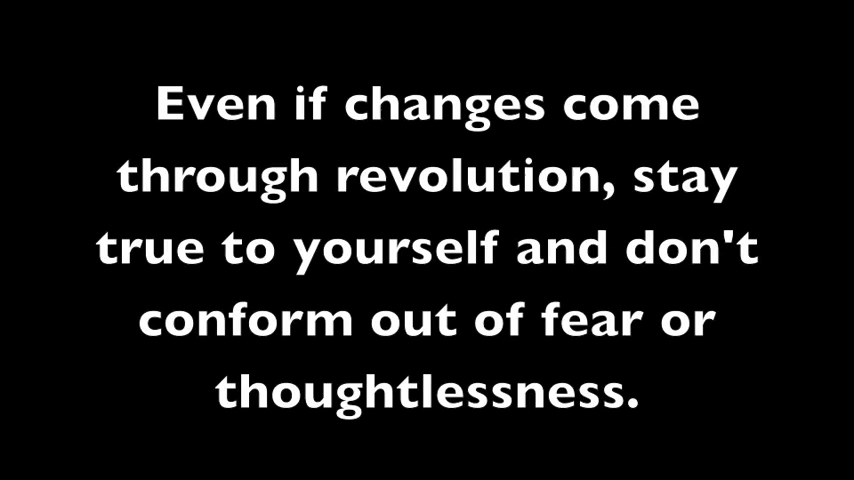 Even if changes come
through revolution, stay
true to yourself and don't
conform out of fear or
thoughtlessness.